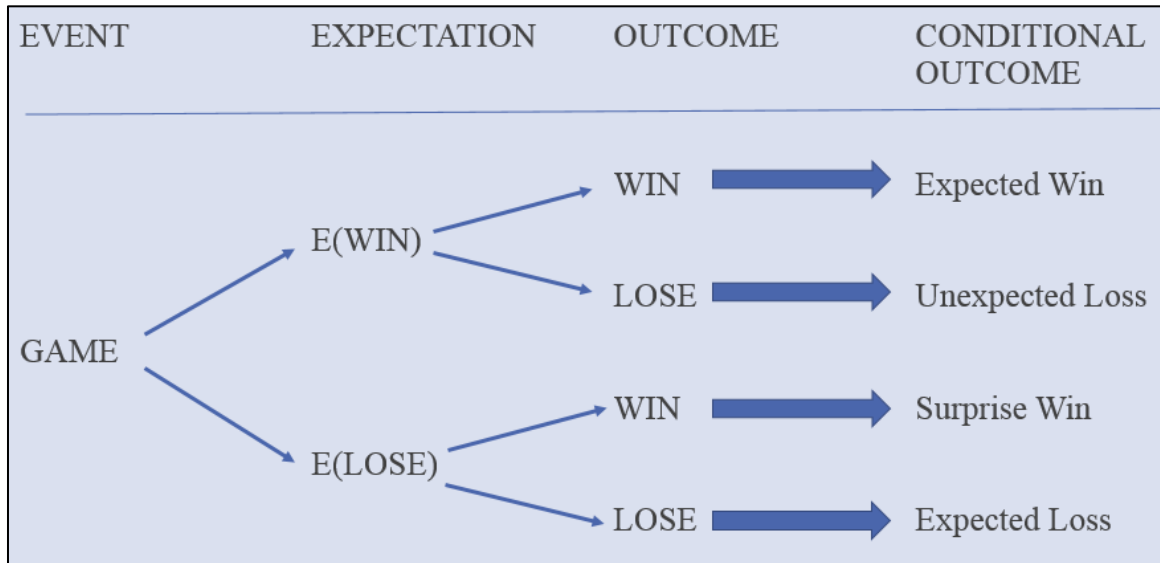 EVENT EXPECTATION OUTCOME CONDITIONAL
OUTCOME
WIN Expected Win
E(WIN)
LOSE Unexpected Loss
GAME
WIN Surprise Win
E(LOSE)
LOSE Expected Loss